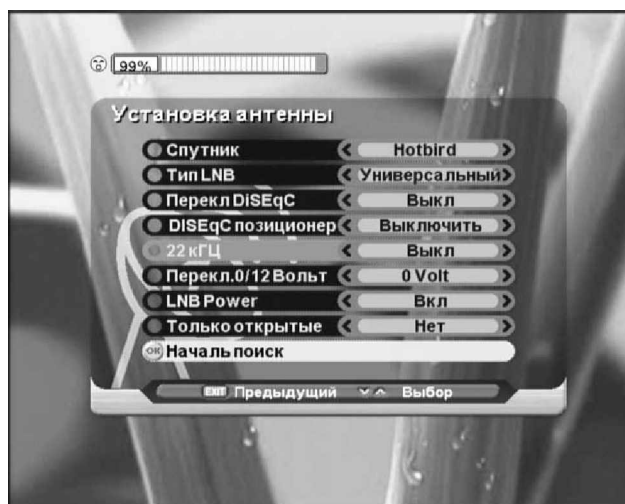 99%
Установка антенны
Спутник Hotbird
Тип LNB Универсальный
Перекл DiSEqC Выкл
DISEqC позиционер Выключить
22 кГЦ Выкл
Перекл.0/12 Вольт 0 Volt
LNB Power Вкл
Только открытые Нет
OK Началь поиск
EXIT Предыдущий Выбор